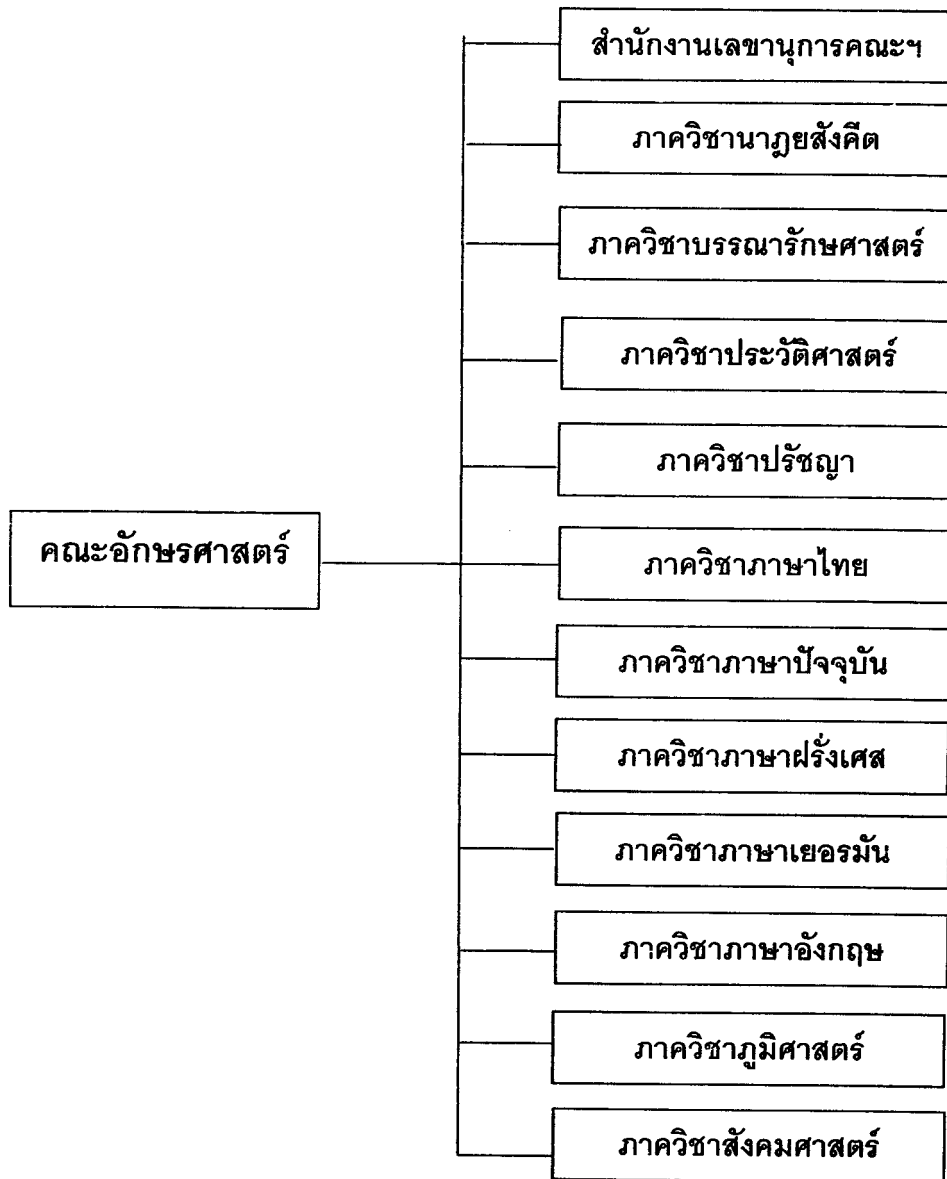 สำนักงานเลขานุการคณะฯ
ภาควิชานาฏยสังคีต
ภาควิชาบรรณารักษศาสตร์
ภาควิชาประวัติศาสตร์
ภาควิชาปรัชญา
คณะอักษรศาสตร์
ภาควิชาภาษาไทย
ภาควิชาภาษาปัจจุบัน
ภาควิชาภาษาฝรั่งเศส
ภาควิชาภาษาเยอรมัน
ภาควิชาภาษาอังกฤษ
ภาควิชาภูมิศาสตร์
ภาควิชาสังคมศาสตร์